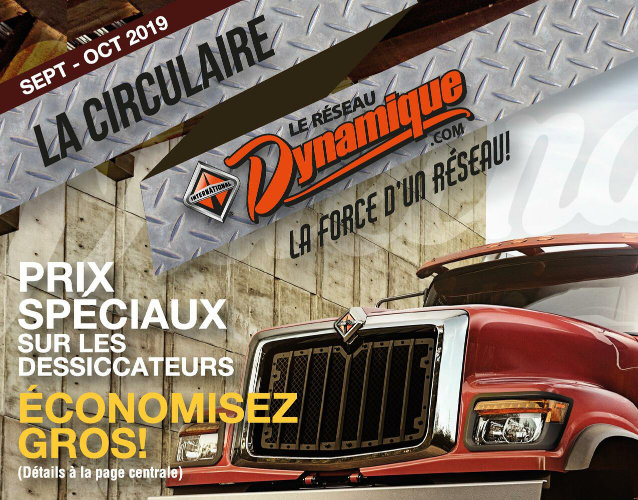 SEPT - OCT 2019
LA CIRCULAIRE
LE RÉSEAU
Dynamique
.COM
INTERNATIONAL
LA FORCE D'UN RÉSEAU!
PRIX
SPÉCIAUX
SUR LES
DESSICCATEURS
ÉCONOMISEZ
GROS!
(Détails à la page centrale)